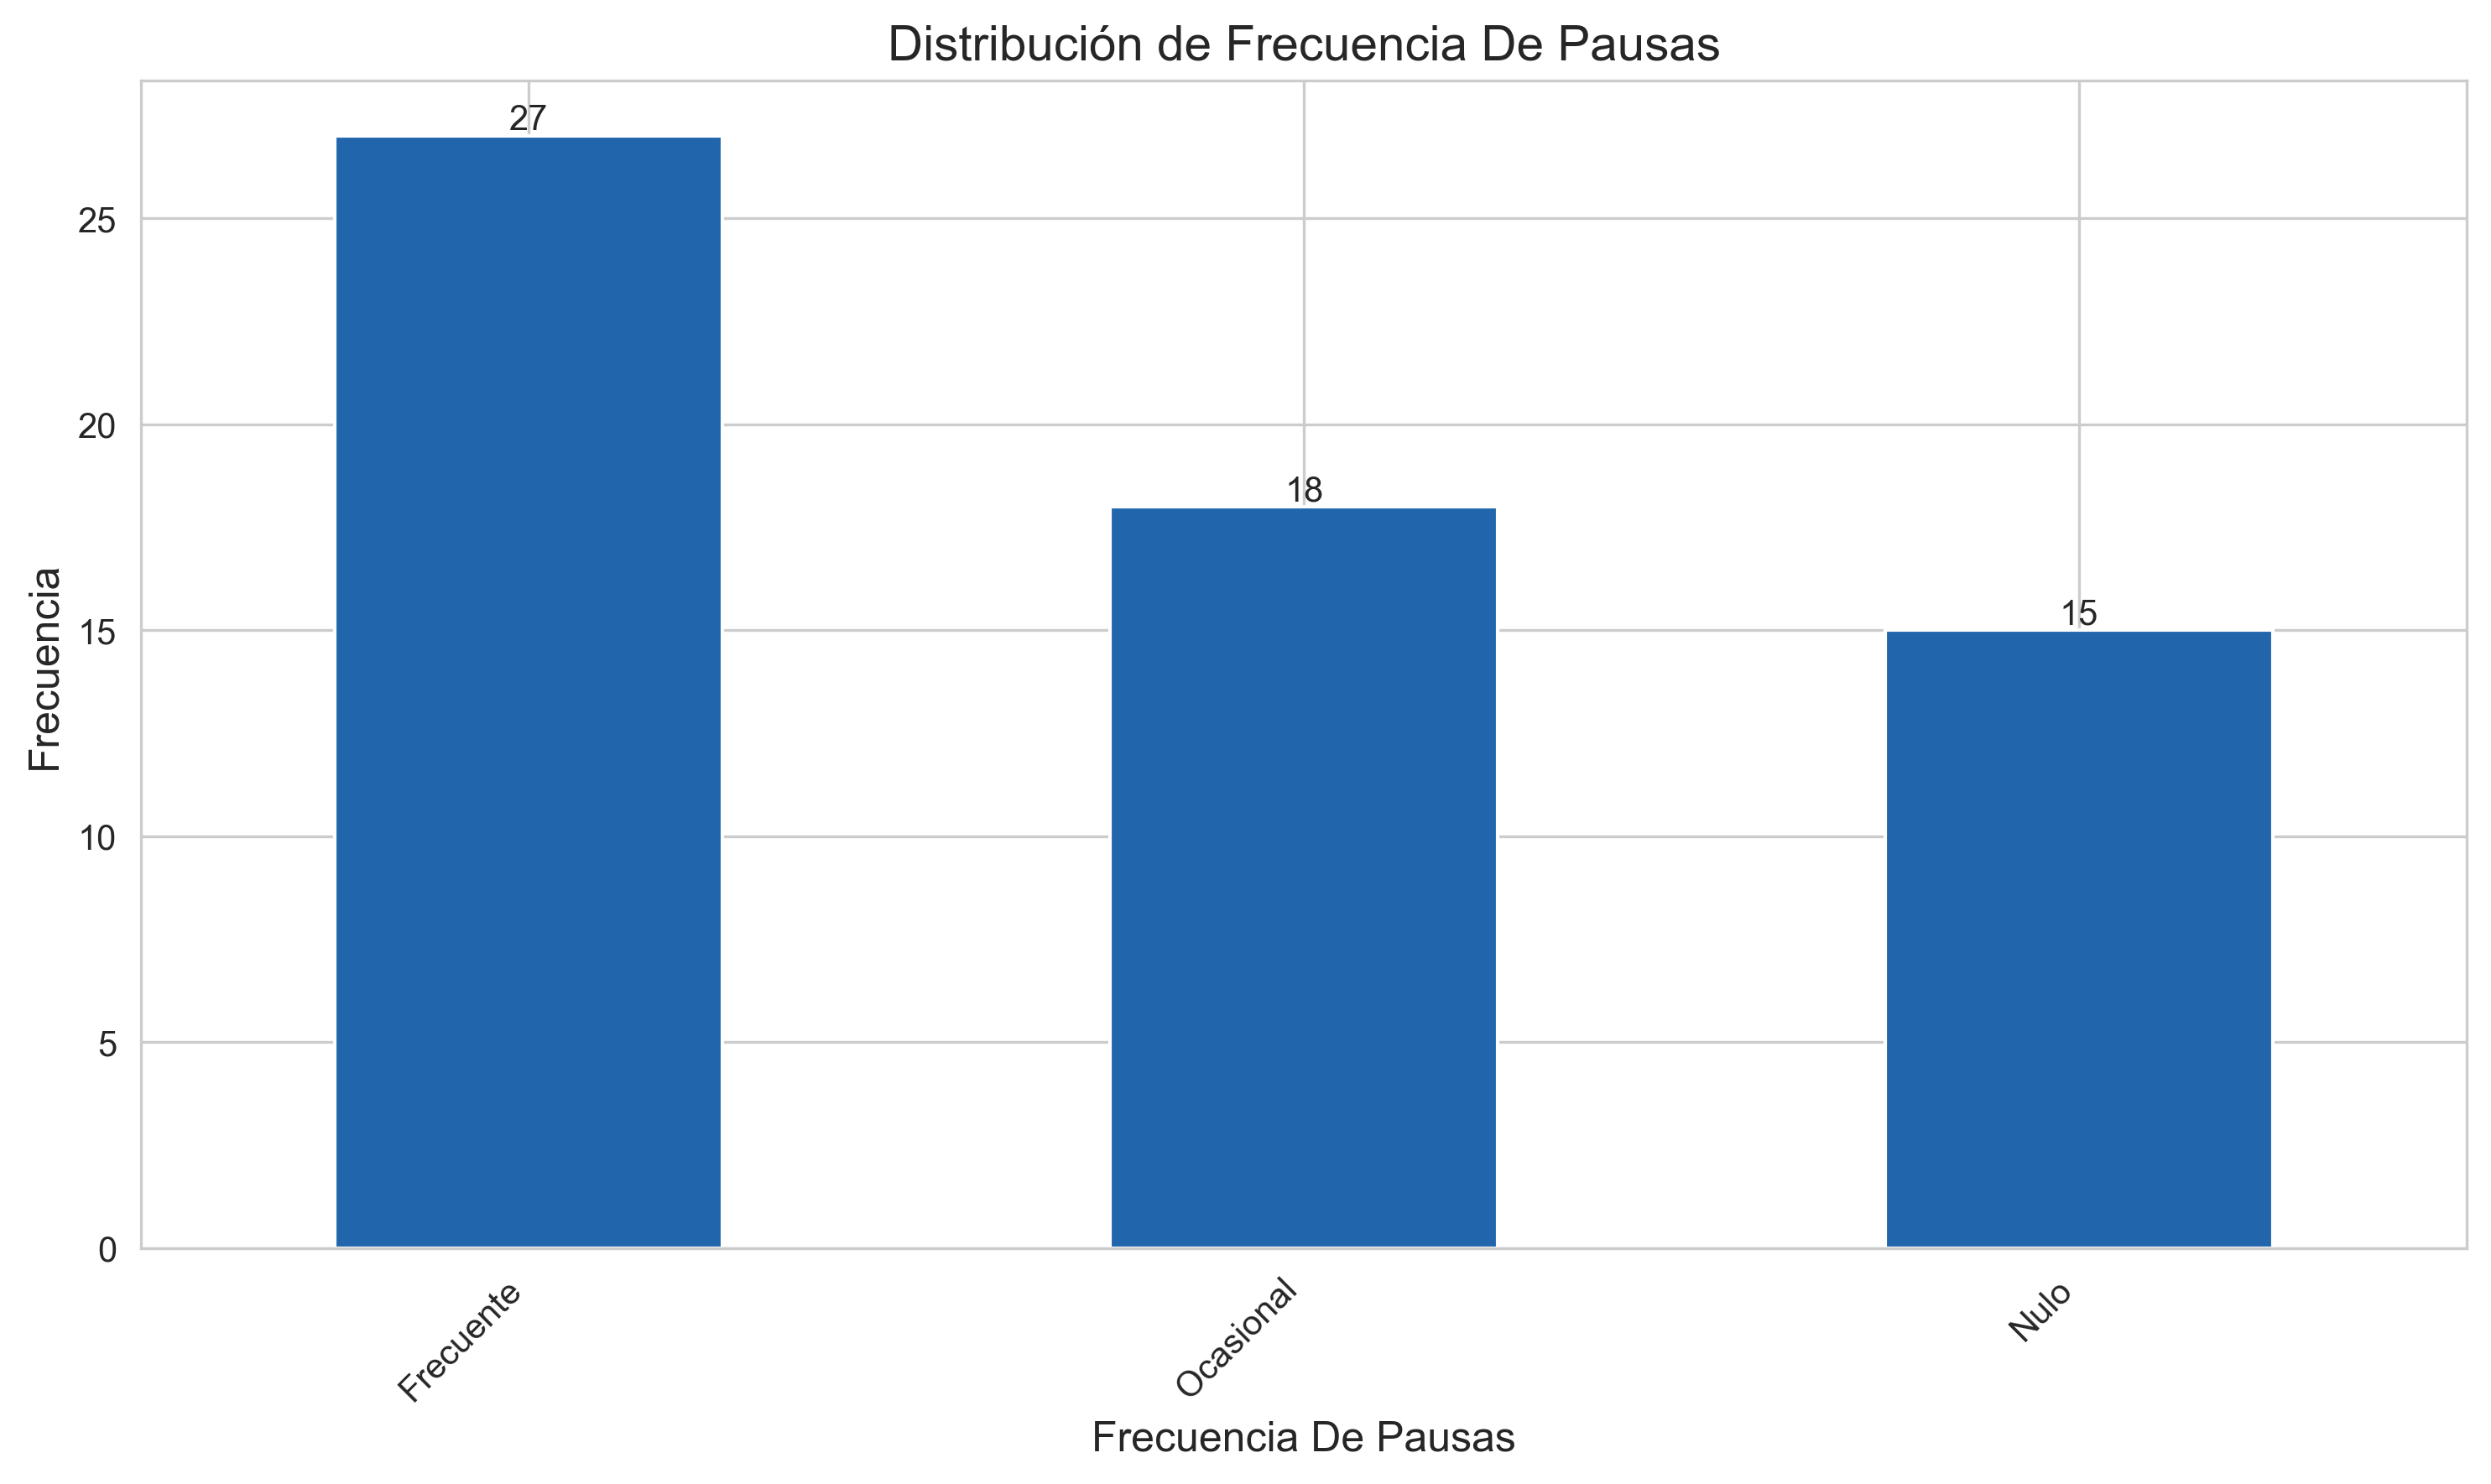 Distribución de Frecuencia De Pausas
27
18
15
25
20
15
10
5
0
Frecuencia
Frecuente
Ocasional
Nulo
Frecuencia De Pausas